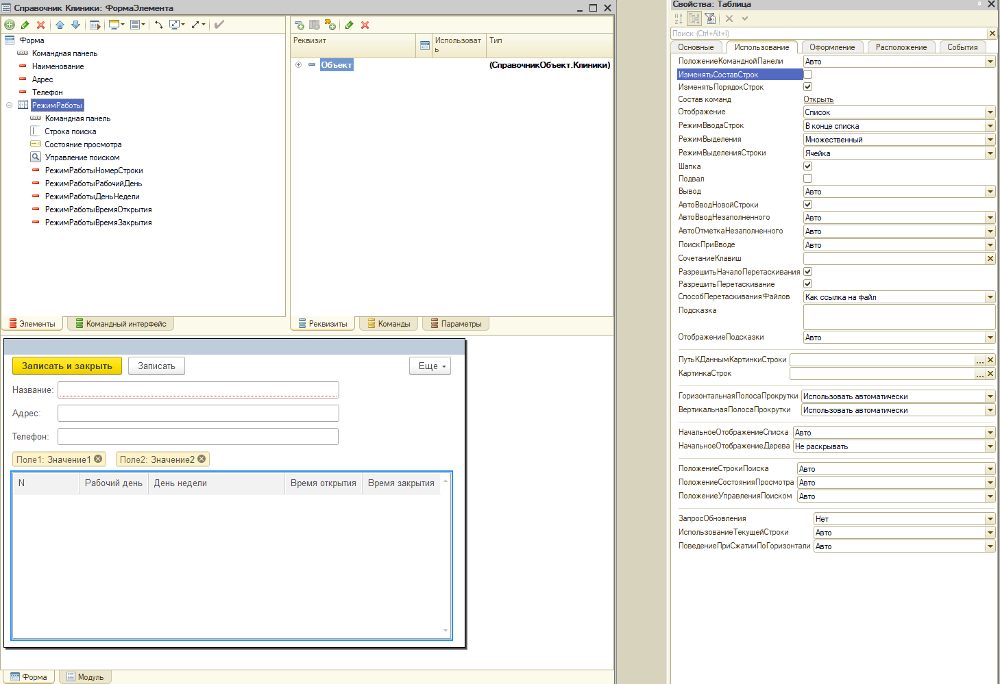 Справочник Клиники: ФормаЭлемента
Форма
Командная панель
Наименование
Адрес
Телефон
РежимРаботы
Командная панель
Строка поиска
Состояние просмотра
Управление поиском
РежимРаботыНомерСтроки
РежимРаботыРабочийДень
РежимРаботыДеньНедели
РежимРаботыВремяОткрытия
РежимРаботыВремяЗакрытия
Элементы
Командный интерфейс
Реквизит
Использоват
ь
Тип
Объект
(СправочникОбъект.Клиники)
Реквизиты
Команды
Параметры
Записать и закрыть
Записать
Еще
Название:
Адрес:
Телефон:
Поле1: Значение1
Поле2: Значение2
N
Рабочий день
День недели
Время открытия
Время закрытия
Форма
Модуль
Свойства: Таблица
Поиск (Ctrl+Alt+I)
Основные
Использование
Оформление
Расположение
События
ПоложениеКоманднойПанели Авто
ИзменятьСоставСтрок
ИзменятьПорядокСтрок
Состав команд Открыть
Отображение Список
РежимВводаСтрок В конце списка
РежимВыделения Множественный
РежимВыделенияСтроки Ячейка
Шапка
Подвал
Вывод Авто
АвтоВводНовойСтроки
АвтоВводНезаполненного Авто
АвтоОтметкаНезаполненного Авто
ПоискПриВводе Авто
СочетаниеКлавиш
РазрешитьНачалоПеретаскивания
РазрешитьПеретаскивание
СпособПеретаскиванияФайлов Как ссылка на файл
Подсказка
ОтображениеПодсказки Авто
ПутьКДаннымКартинкиСтроки
КартинкаСтрок
ГоризонтальнаяПолосаПрокрутки Использовать автоматически
ВертикальнаяПолосаПрокрутки Использовать автоматически
НачальноеОтображениеСписка Авто
НачальноеОтображениеДерева Не раскрывать
ПоложениеСтрокиПоиска Авто
ПоложениеСостоянияПросмотра Авто
ПоложениеУправленияПоиском Авто
ЗапросОбновления Нет
ИспользованиеТекущейСтроки Авто
ПоведениеПриСжатииПоГоризонтали Авто